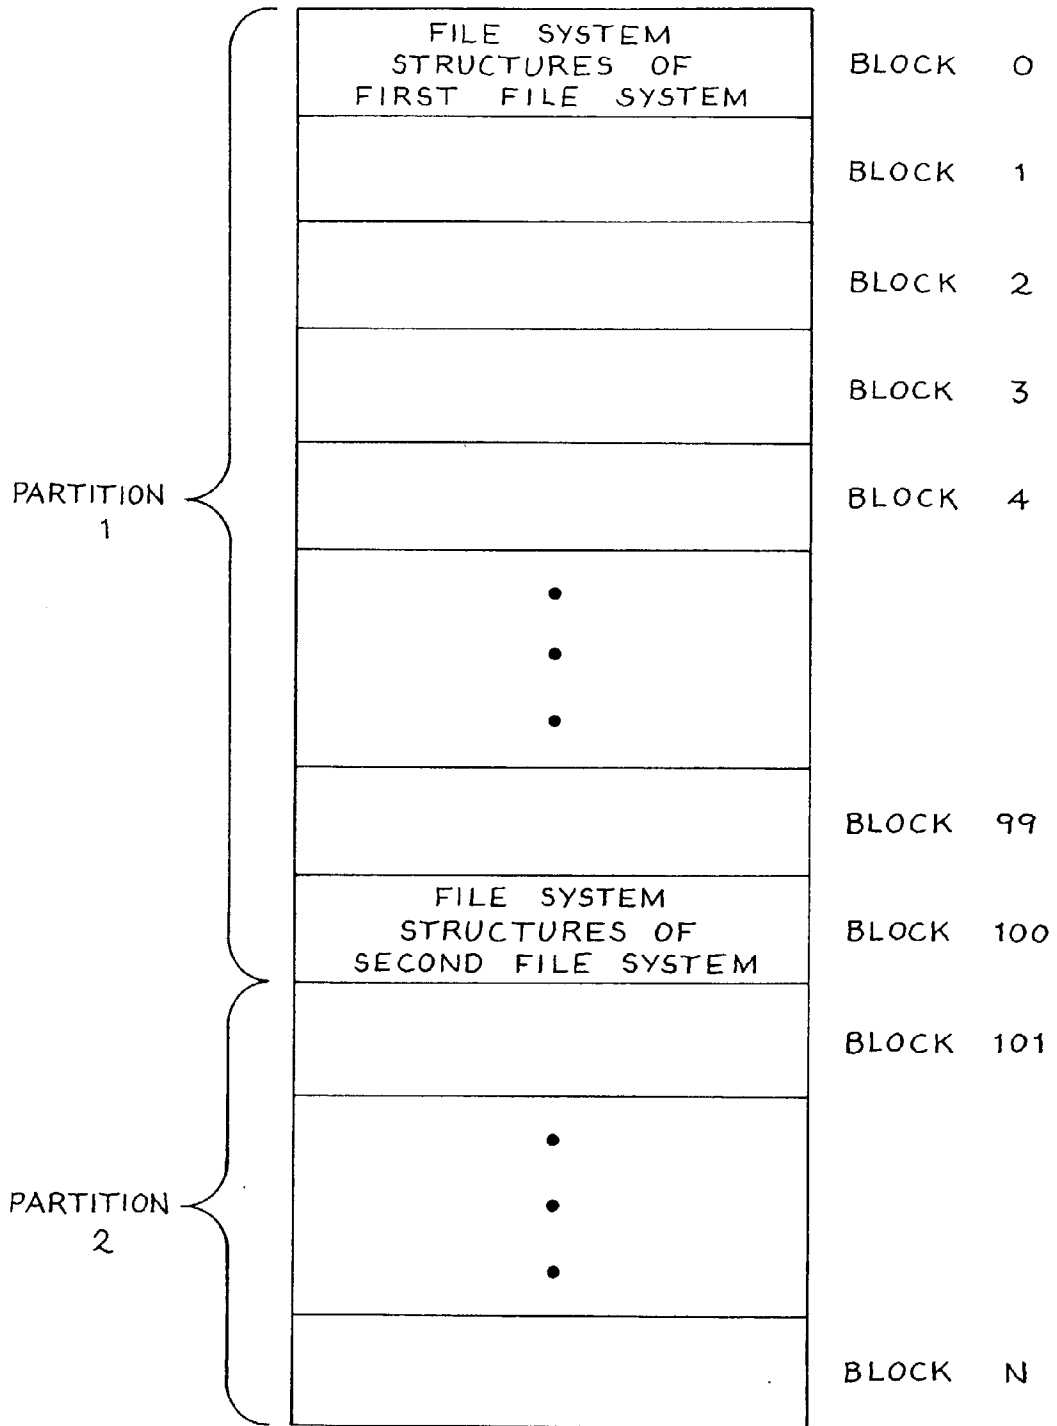 FILE SYSTEM
STRUCTURES OF
FIRST FILE SYSTEM
BLOCK 0
BLOCK 1
BLOCK 2
BLOCK 3
PARTITION
1
BLOCK 4
BLOCK 99
FILE SYSTEM
STRUCTURES OF
SECOND FILE SYSTEM
BLOCK 100
BLOCK 101
PARTITION
2
BLOCK N